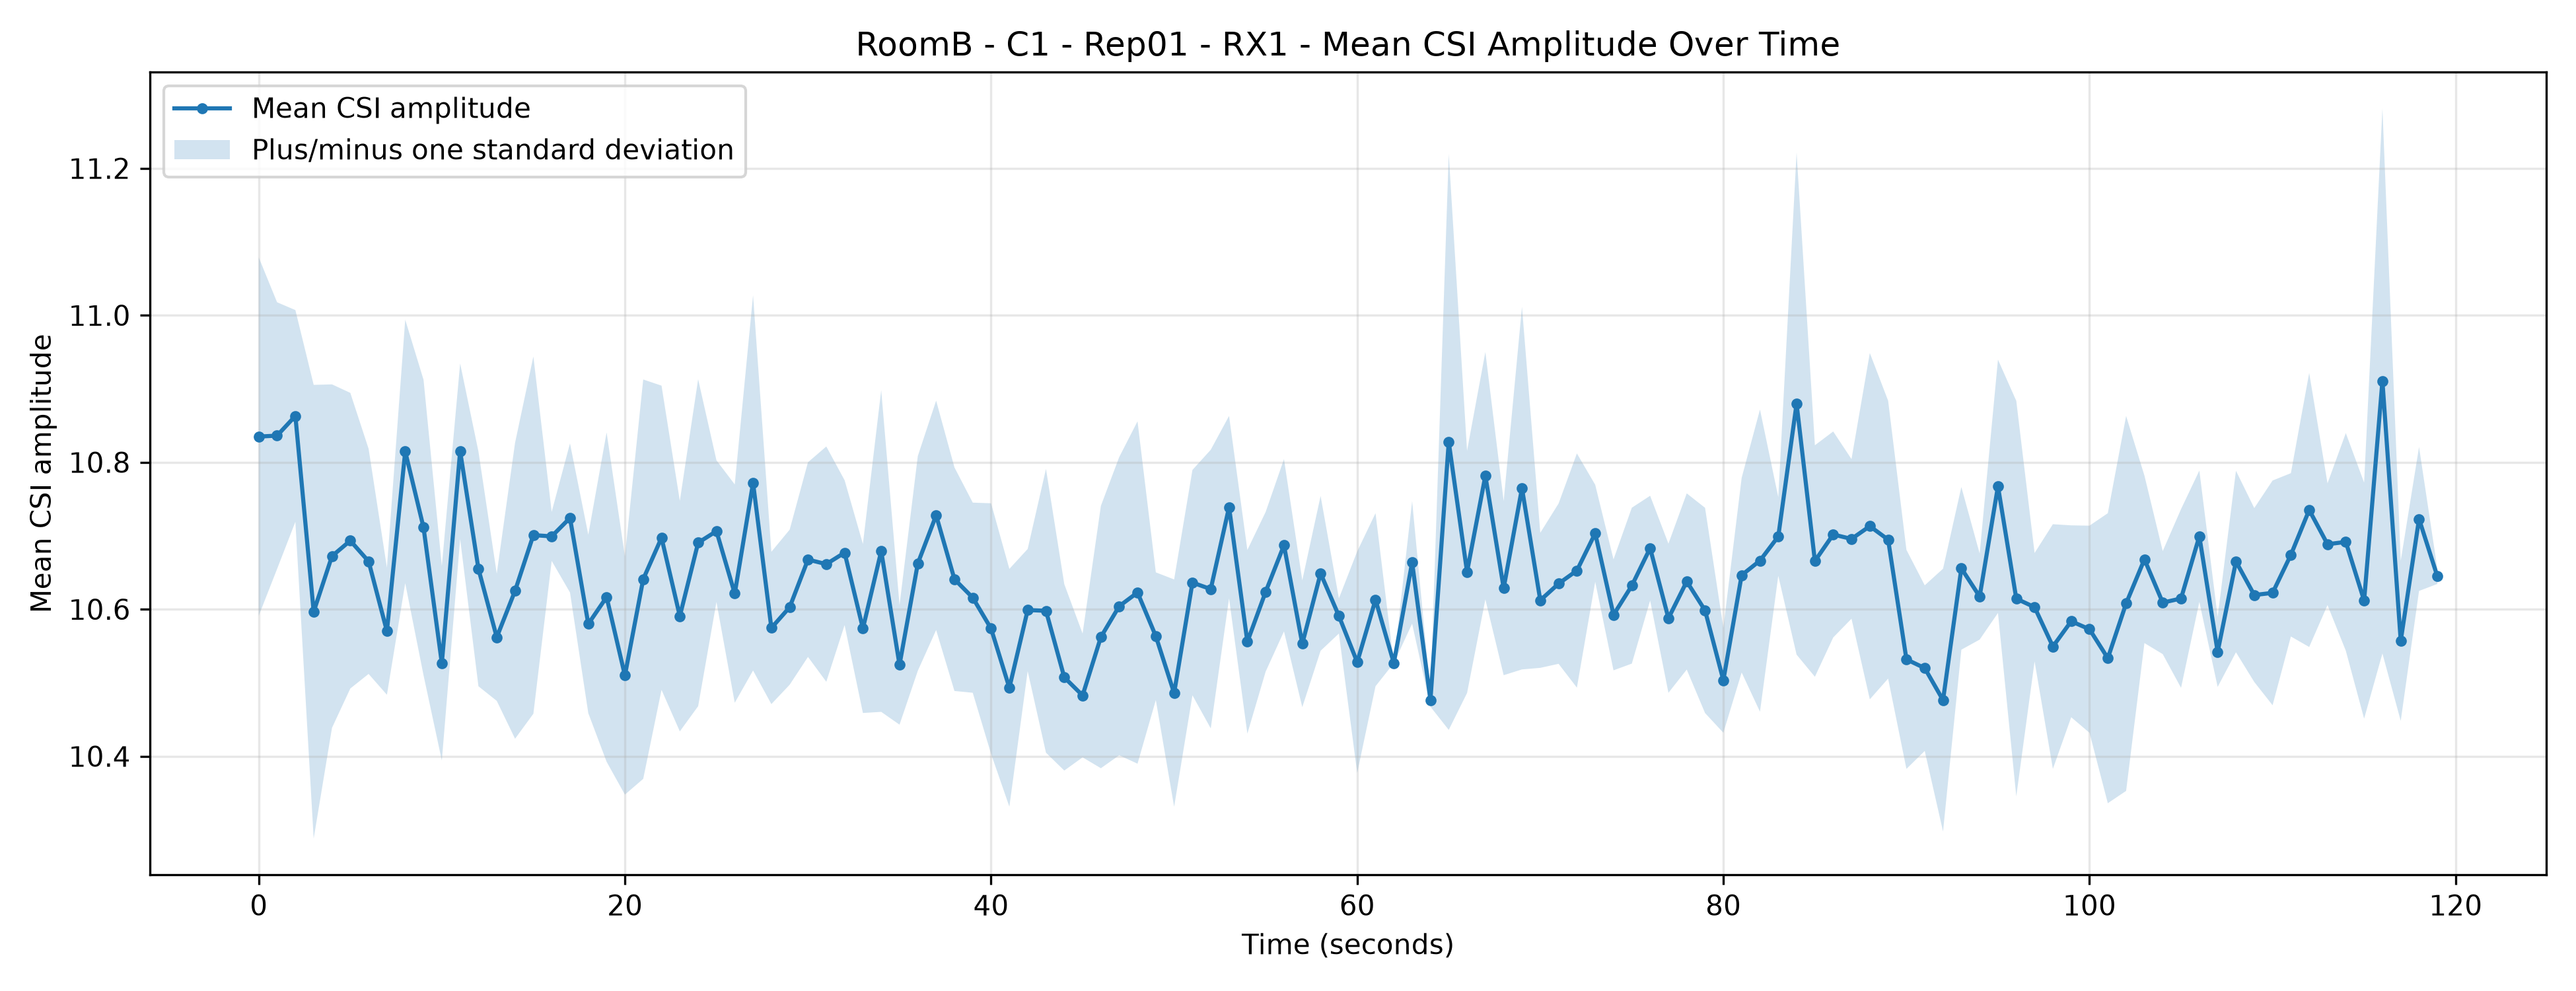 RoomB - C1 - Rep01 - RX1 - Mean CSI Amplitude Over Time
Mean CSI amplitude
Plus/minus one standard deviation
Mean CSI amplitude
11.2
11.0
10.8
10.6
10.4
0 20 40 60 80 100 120
Time (seconds)